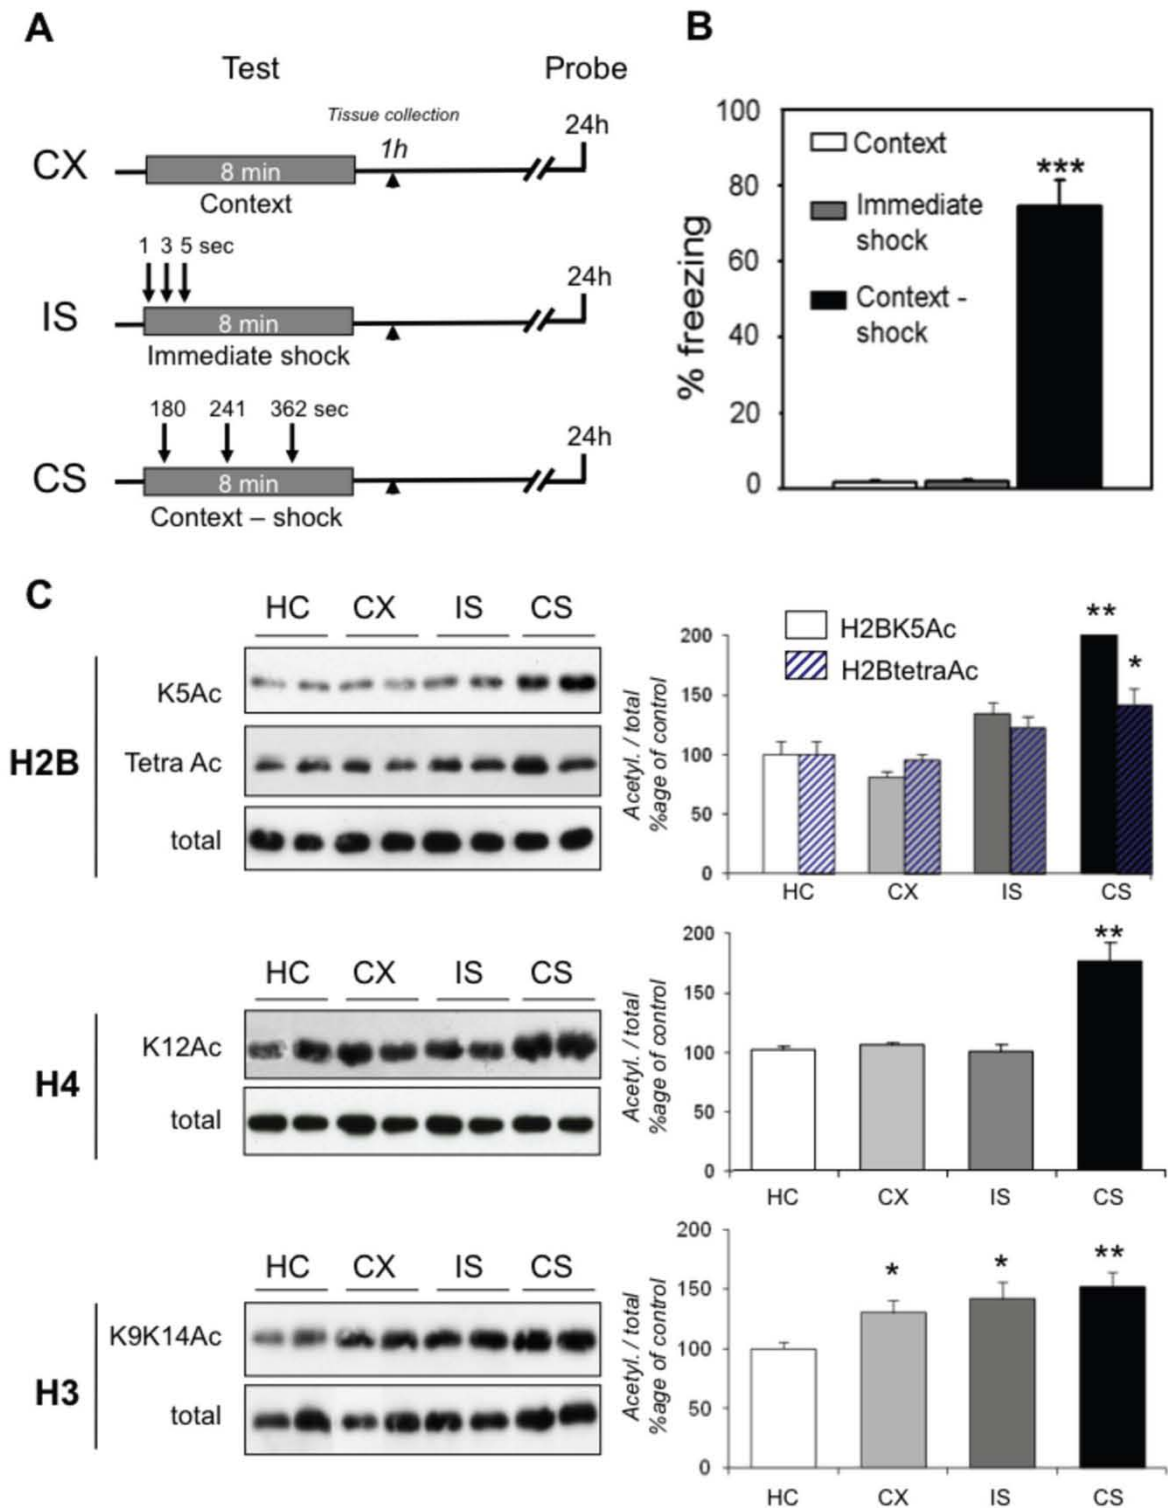 A
Test
Probe
Tissue collection
1h
24h
CX
8 min
Context
1 3 5 sec
24h
IS
8 min
Immediate shock
180 241 362 sec
24h
CS
8 min
Context – shock
B
% freezing
100
80
60
40
20
0
Context
Immediate
shock
Context -
shock
***
C
HC CX IS CS
H2B
K5Ac
Tetra Ac
total
Acetyl. / total
%age of control
200
150
100
50
0
H2BK5Ac
H2BtetraAc
**
*
HC CX IS CS
HC CX IS CS
H4
K12Ac
total
Acetyl. / total
%age of control
200
150
100
50
0
**
HC CX IS CS
HC CX IS CS
H3
K9K14Ac
total
Acetyl. / total
%age of control
200
150
100
50
0
* * **
HC CX IS CS